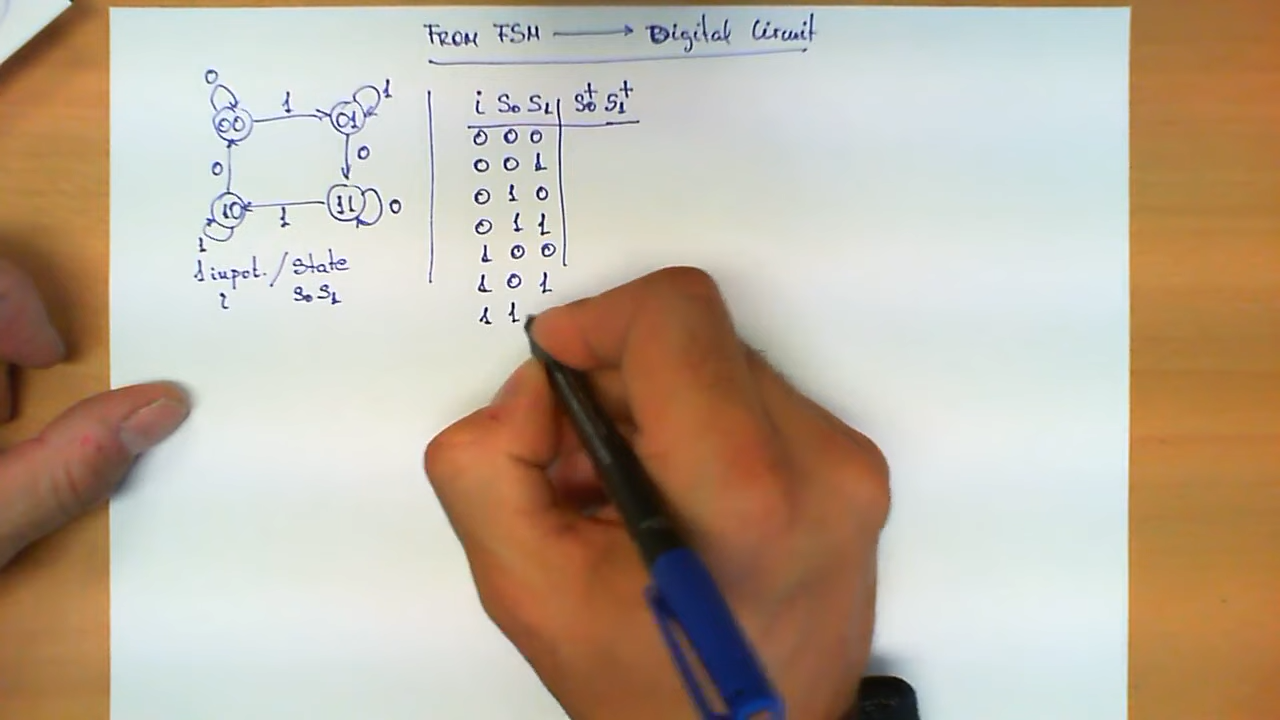 FROM FSM → Digital Circuit
0 1 1
00 01
0 0
10 1 11 0
1
1 input. / State
i S₀ S₁
i S₀ S₁ S₀⁺ S₁⁺
0 0 0
0 0 1
0 1 0
0 1 1
1 0 0
1 0 1
1 1